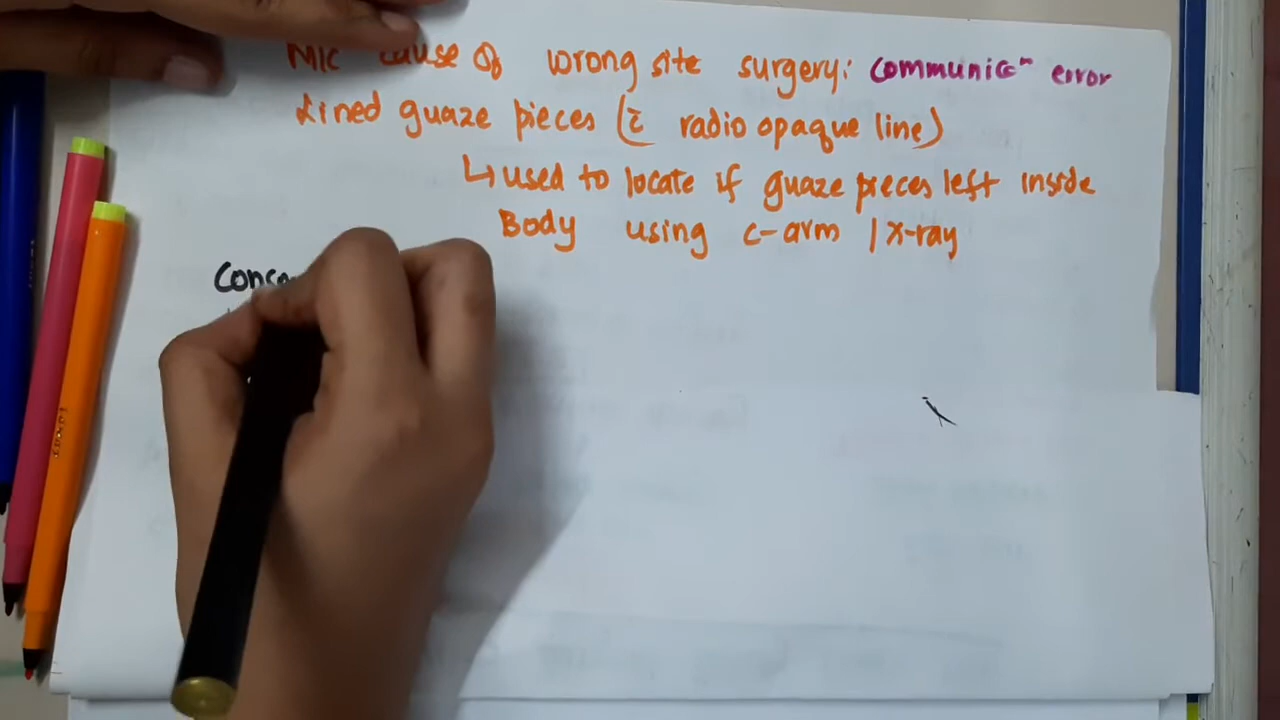 M/c cause of wrong site surgery: communicⁿ error
Lined guaze pieces (c̄ radio opaque line)
↳ used to locate if guaze pieces left inside
Body using c-arm / x-ray